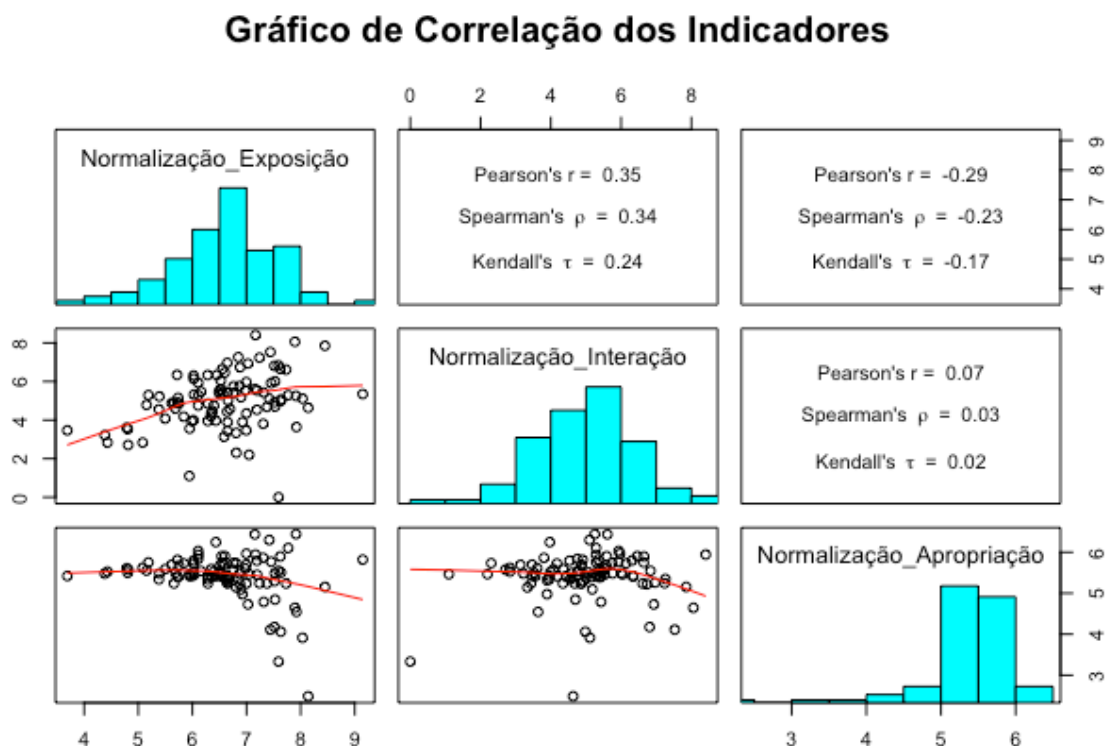 Gráfico de Correlação dos Indicadores
0 2 4 6 8
Normalização_Exposição
Pearson's r = 0.35
Spearman's ρ = 0.34
Kendall's τ = 0.24
Pearson's r = -0.29
Spearman's ρ = -0.23
Kendall's τ = -0.17
4 5 6 7 8 9
0 2 4 6 8
Normalização_Interação
Pearson's r = 0.07
Spearman's ρ = 0.03
Kendall's τ = 0.02
Normalização_Apropriação
3 4 5 6
4 5 6 7 8 9
3 4 5 6